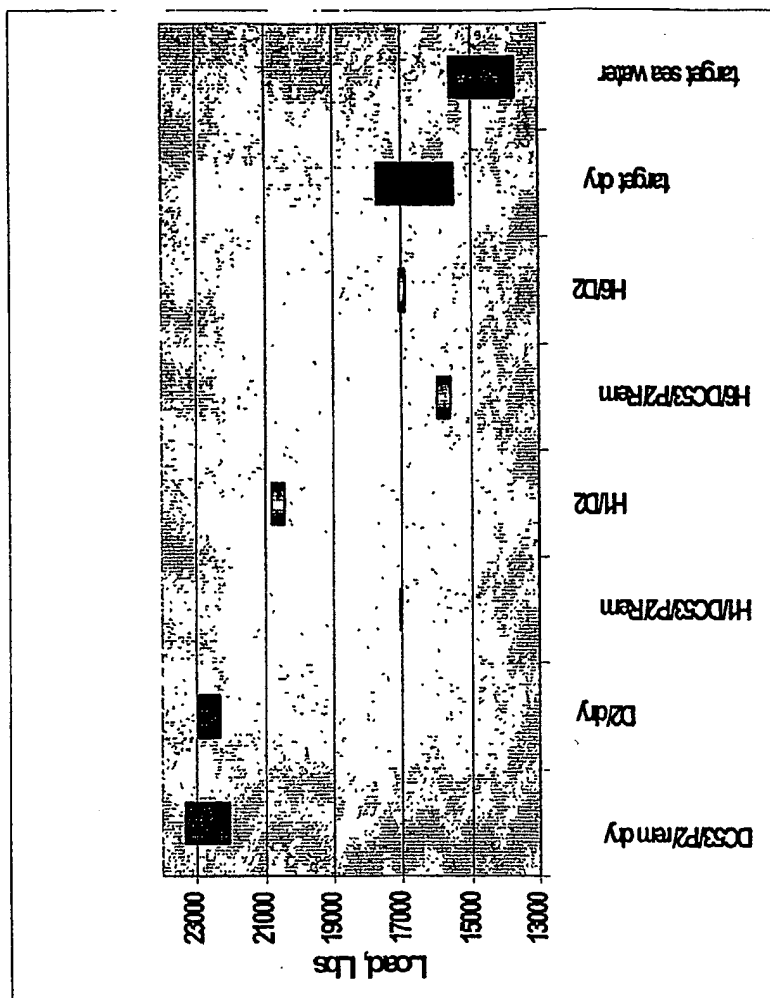 target sea water
target dry
H6/D2
H6/DC53/P2/Rem
H1/D2
H1/DC53/P2/Rem
D2/dry
DC53/P2/rem dry
23000
21000
19000
17000
15000
13000
Load, Lbs